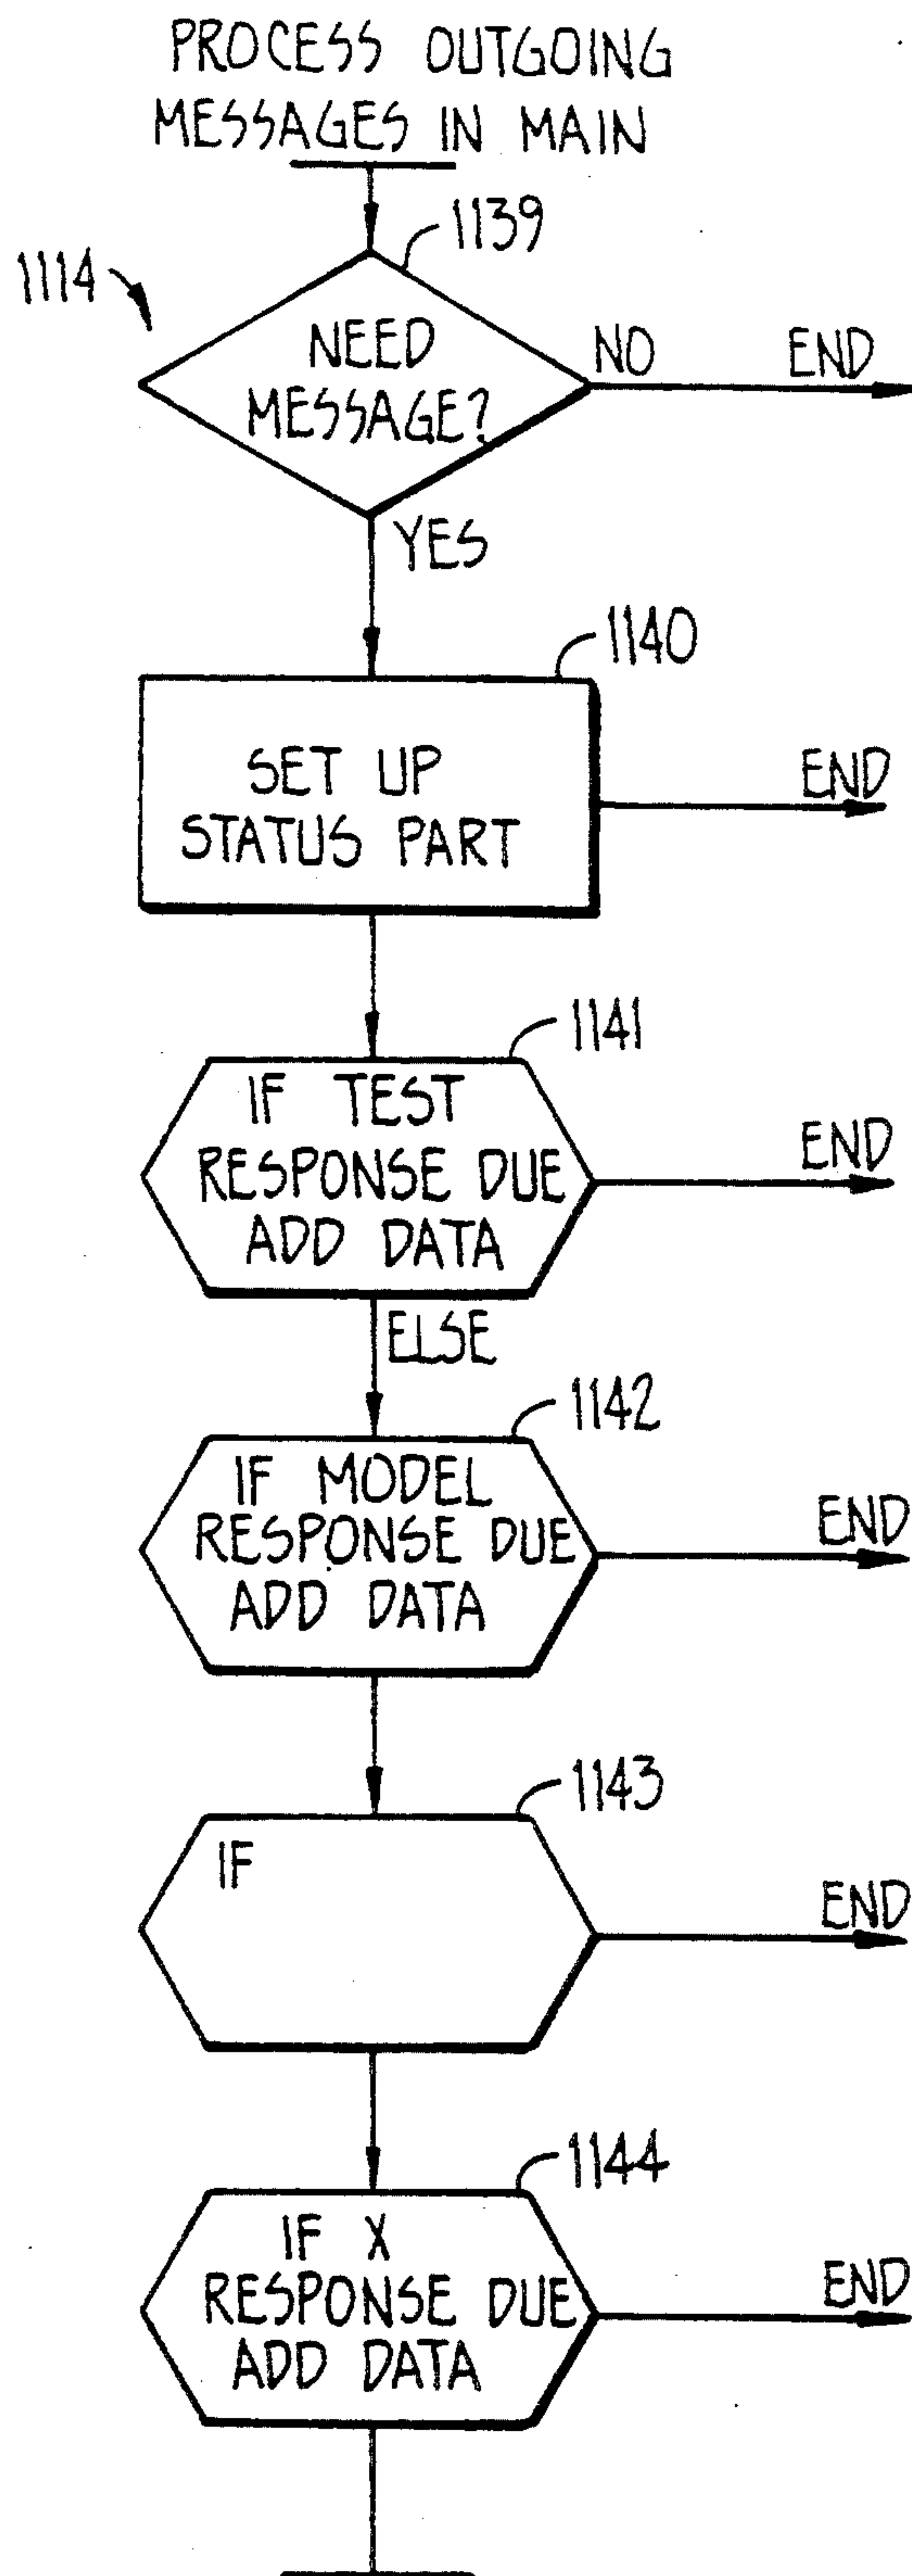 PROCESS OUTGOING
MESSAGES IN MAIN
1139
1114
NEED
MESSAGE?
NO
END
YES
1140
SET UP
STATUS PART
END
1141
IF TEST
RESPONSE DUE
ADD DATA
END
ELSE
1142
IF MODEL
RESPONSE DUE
ADD DATA
END
1143
IF
END
1144
IF X
RESPONSE DUE
ADD DATA
END